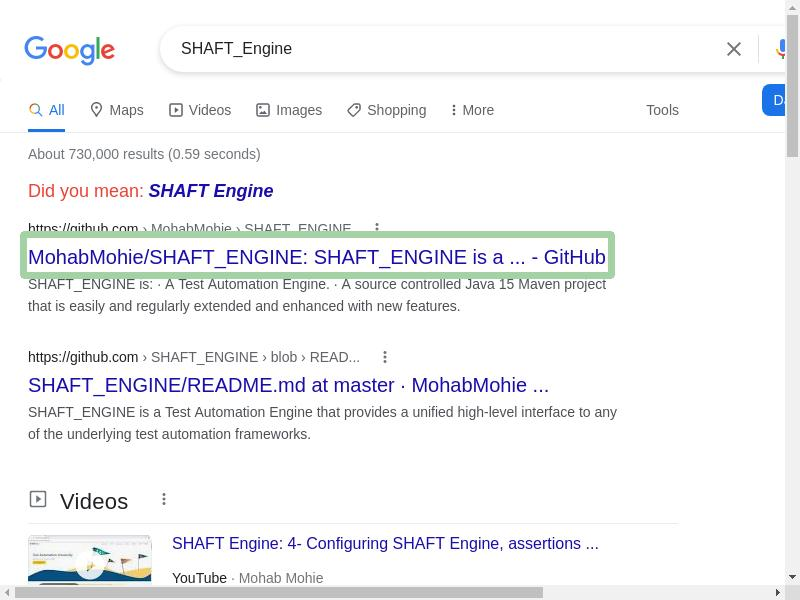 Google
SHAFT_Engine
All Maps Videos Images Shopping More Tools
About 730,000 results (0.59 seconds)
Did you mean: SHAFT Engine
https://github.com › MohabMohie › SHAFT_ENGINE
MohabMohie/SHAFT_ENGINE: SHAFT_ENGINE is a ... - GitHub
SHAFT_ENGINE is: · A Test Automation Engine. · A source controlled Java 15 Maven project
that is easily and regularly extended and enhanced with new features.
https://github.com › SHAFT_ENGINE › blob › READ...
SHAFT_ENGINE/README.md at master · MohabMohie ...
SHAFT_ENGINE is a Test Automation Engine that provides a unified high-level interface to any
of the underlying test automation frameworks.
Videos
SHAFT Engine: 4- Configuring SHAFT Engine, assertions ...
YouTube · Mohab Mohie